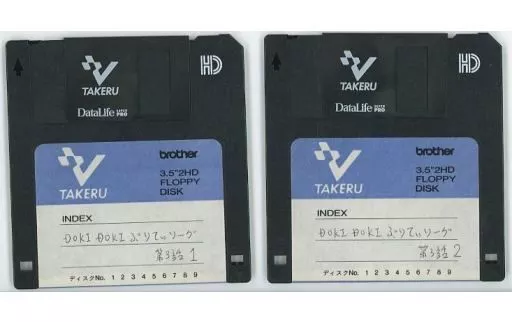 TAKERU
HD
DataLife PRO
brother
3.5"2HD
FLOPPY
DISK
TAKERU
INDEX
DOKI DOKI ぷりてぃリーグ
第3話 1
ディスクNo. 1 2 3 4 5 6 7 8 9
TAKERU
HD
DataLife PRO
brother
3.5"2HD
FLOPPY
DISK
TAKERU
INDEX
DOKI DOKI ぷりてぃリーグ
第3話 2
ディスクNo. 1 2 3 4 5 6 7 8 9